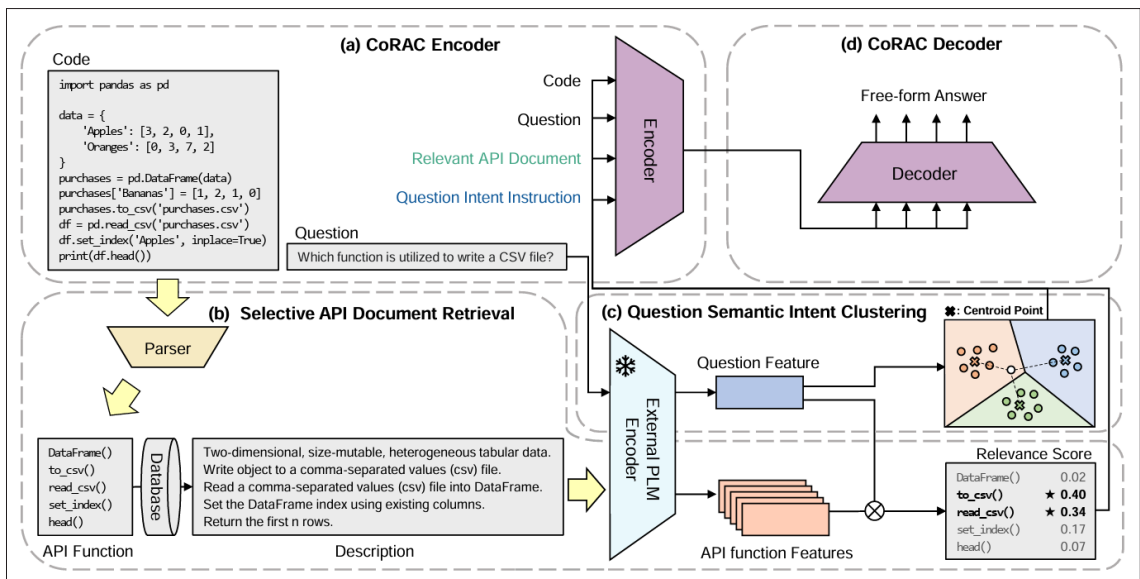 (a) CoRAC Encoder
Code
import pandas as pd
data = {
'Apples': [3, 2, 0, 1],
'Oranges': [0, 3, 7, 2]
}
purchases = pd.DataFrame(data)
purchases['Bananas'] = [1, 2, 1, 0]
purchases.to_csv('purchases.csv')
df = pd.read_csv('purchases.csv')
df.set_index('Apples', inplace=True)
print(df.head())
Code
Question
Relevant API Document
Question Intent Instruction
Encoder
Question
Which function is utilized to write a CSV file?
(d) CoRAC Decoder
Free-form Answer
Decoder
(b) Selective API Document Retrieval
Parser
DataFrame()
to_csv()
read_csv()
set_index()
head()
API Function
Database
Two-dimensional, size-mutable, heterogeneous tabular data.
Write object to a comma-separated values (csv) file.
Read a comma-separated values (csv) file into DataFrame.
Set the DataFrame index using existing columns.
Return the first n rows.
Description
(c) Question Semantic Intent Clustering
✖: Centroid Point
External PLM
Encoder
Question Feature
API function Features
Relevance Score
DataFrame() 0.02
to_csv() ★ 0.40
read_csv() ★ 0.34
set_index() 0.17
head() 0.07